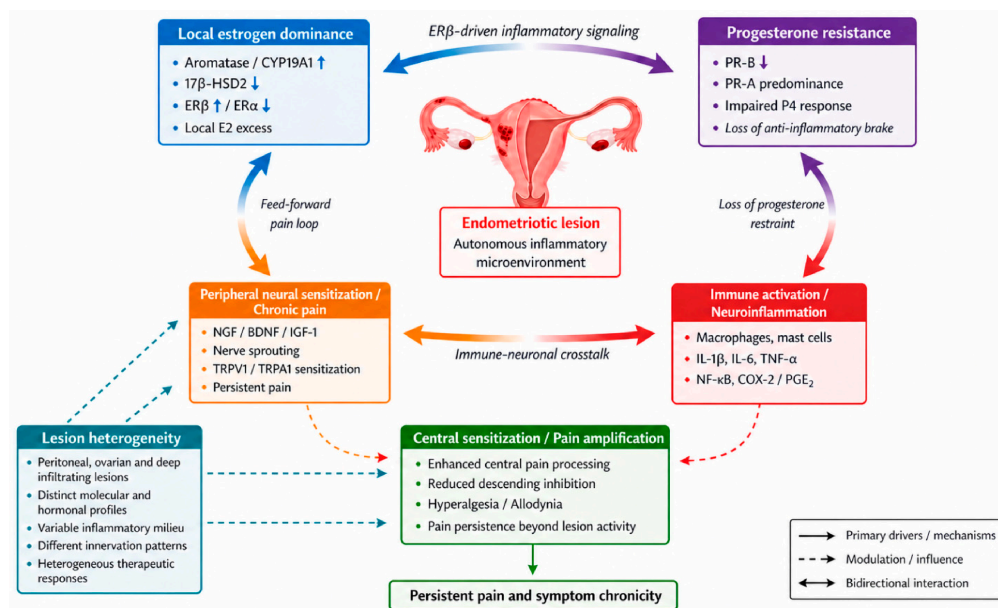 Local estrogen dominance
• Aromatase / CYP19A1 ↑
• 17β-HSD2 ↓
• ERβ ↑ / ERα ↓
• Local E2 excess
ERβ-driven inflammatory signaling
Progesterone resistance
• PR-B ↓
• PR-A predominance
• Impaired P4 response
• Loss of anti-inflammatory brake
Feed-forward
pain loop
Endometriotic lesion
Autonomous inflammatory
microenvironment
Loss of progesterone
restraint
Peripheral neural sensitization /
Chronic pain
• NGF / BDNF / IGF-1
• Nerve sprouting
• TRPV1 / TRPA1 sensitization
• Persistent pain
Immune-neuronal crosstalk
Immune activation /
Neuroinflammation
• Macrophages, mast cells
• IL-1β, IL-6, TNF-α
• NF-κB, COX-2 / PGE₂
Lesion heterogeneity
• Peritoneal, ovarian and deep
infiltrating lesions
• Distinct molecular and
hormonal profiles
• Variable inflammatory milieu
• Different innervation patterns
• Heterogeneous therapeutic
responses
Central sensitization / Pain amplification
• Enhanced central pain processing
• Reduced descending inhibition
• Hyperalgesia / Allodynia
• Pain persistence beyond lesion activity
Persistent pain and symptom chronicity
Primary drivers / mechanisms
Modulation / influence
Bidirectional interaction